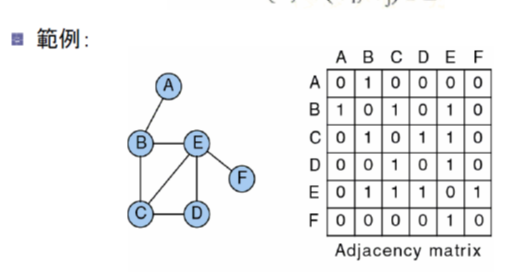 範例:
A B C D E F
A 0 1 0 0 0 0
B 1 0 1 0 1 0
C 0 1 0 1 1 0
D 0 0 1 0 1 0
E 0 1 1 1 0 1
F 0 0 0 0 1 0
Adjacency matrix
A
B E
F
C D